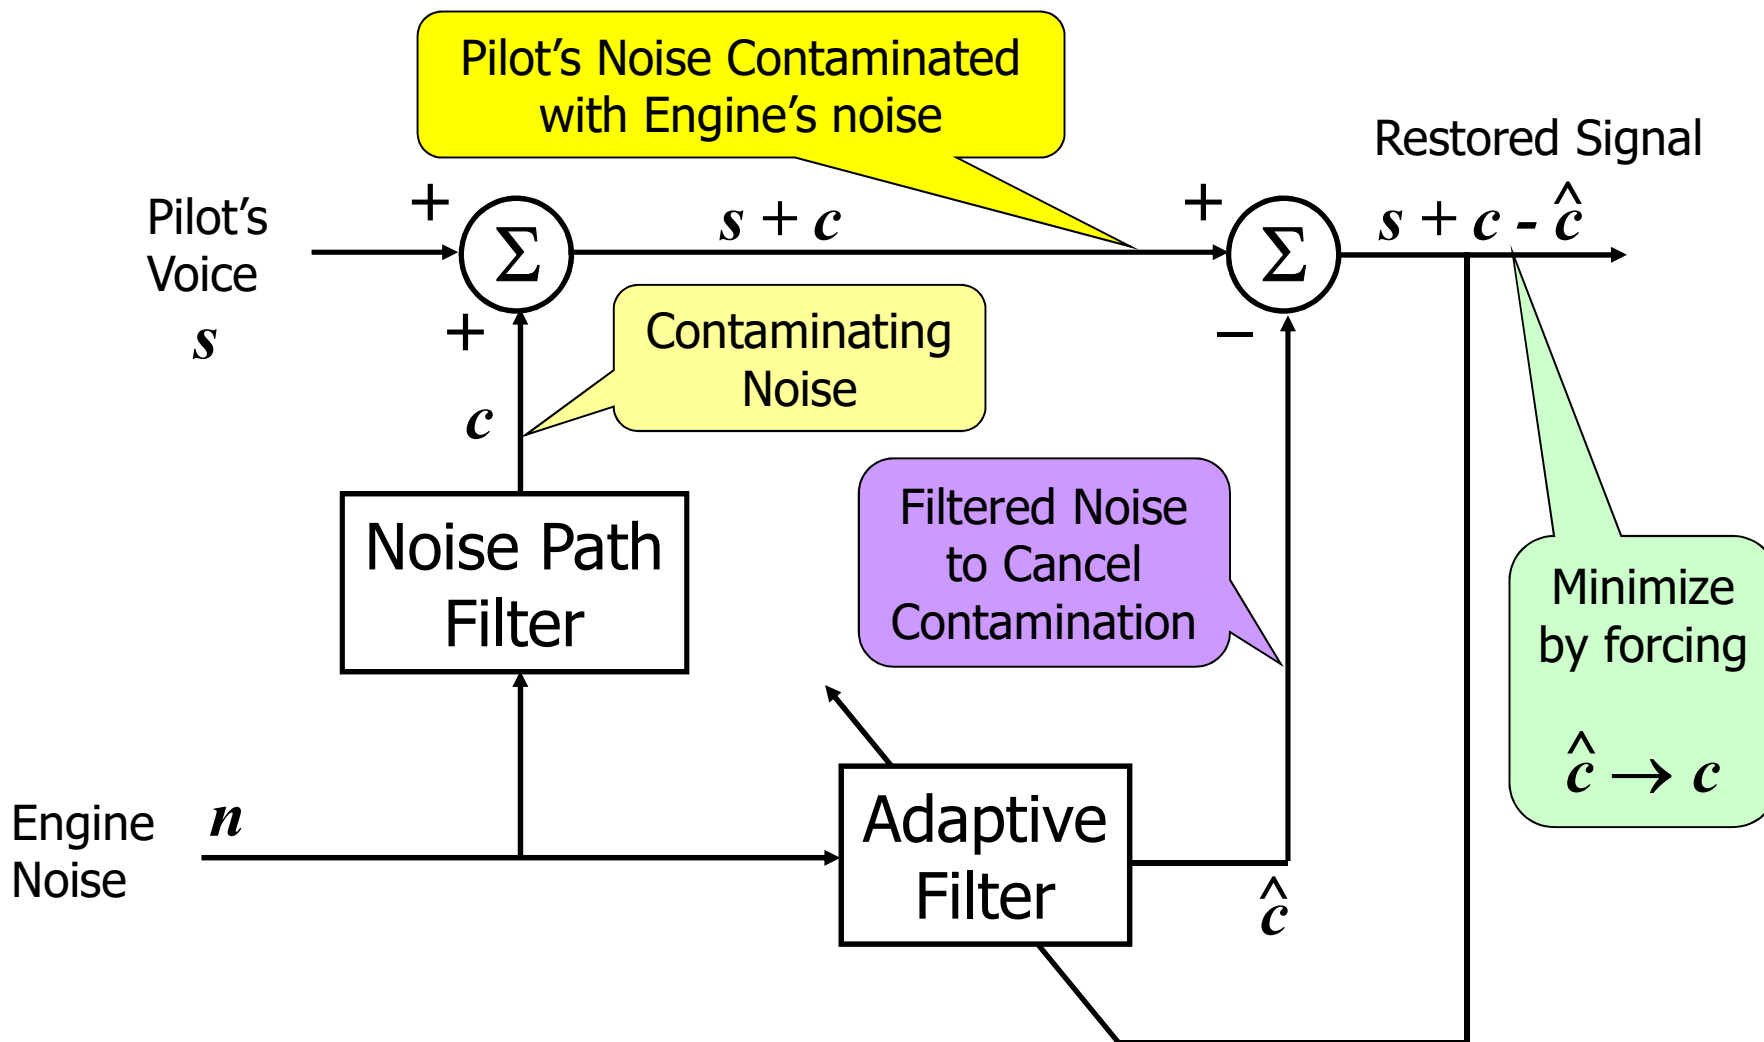 Pilot’s Noise Contaminated
with Engine’s noise
Restored Signal
Pilot’s
Voice
s
+
Σ
+
s + c
+
Σ
−
s + c - ĉ
Contaminating
Noise
c
Noise Path
Filter
Filtered Noise
to Cancel
Contamination
Minimize
by forcing
ĉ → c
Engine
Noise
n
Adaptive
Filter
ĉ